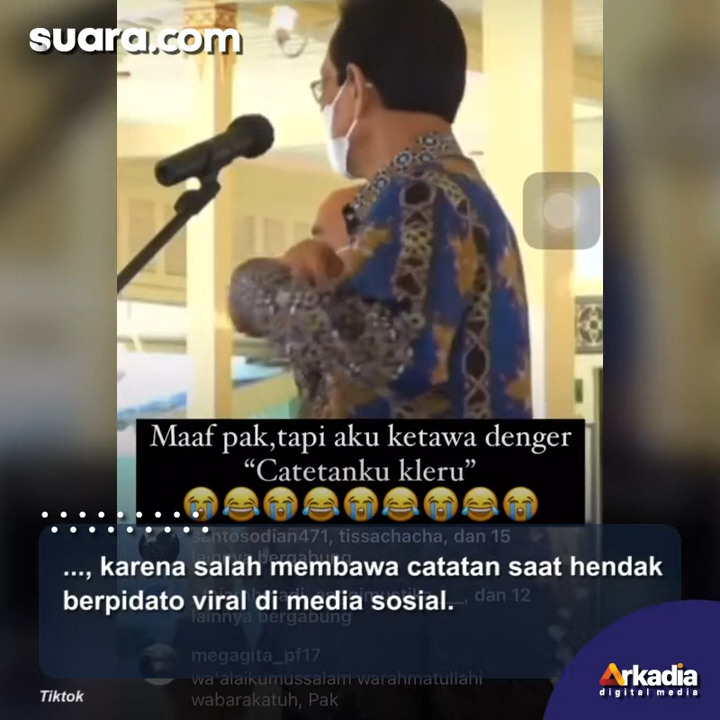 suara.com
Maaf pak,tapi aku ketawa denger
“Catetanku kleru”
santosodian471, tissachacha, dan 15
lainnya bergabung
..., karena salah membawa catatan saat hendak
berpidato viral di media sosial.
dan 12
lainnya bergabung
megagita_pf17
wa'alaikumussalam warahmatullahi
wabarakatuh, Pak
Tiktok
Arkadia
digital media